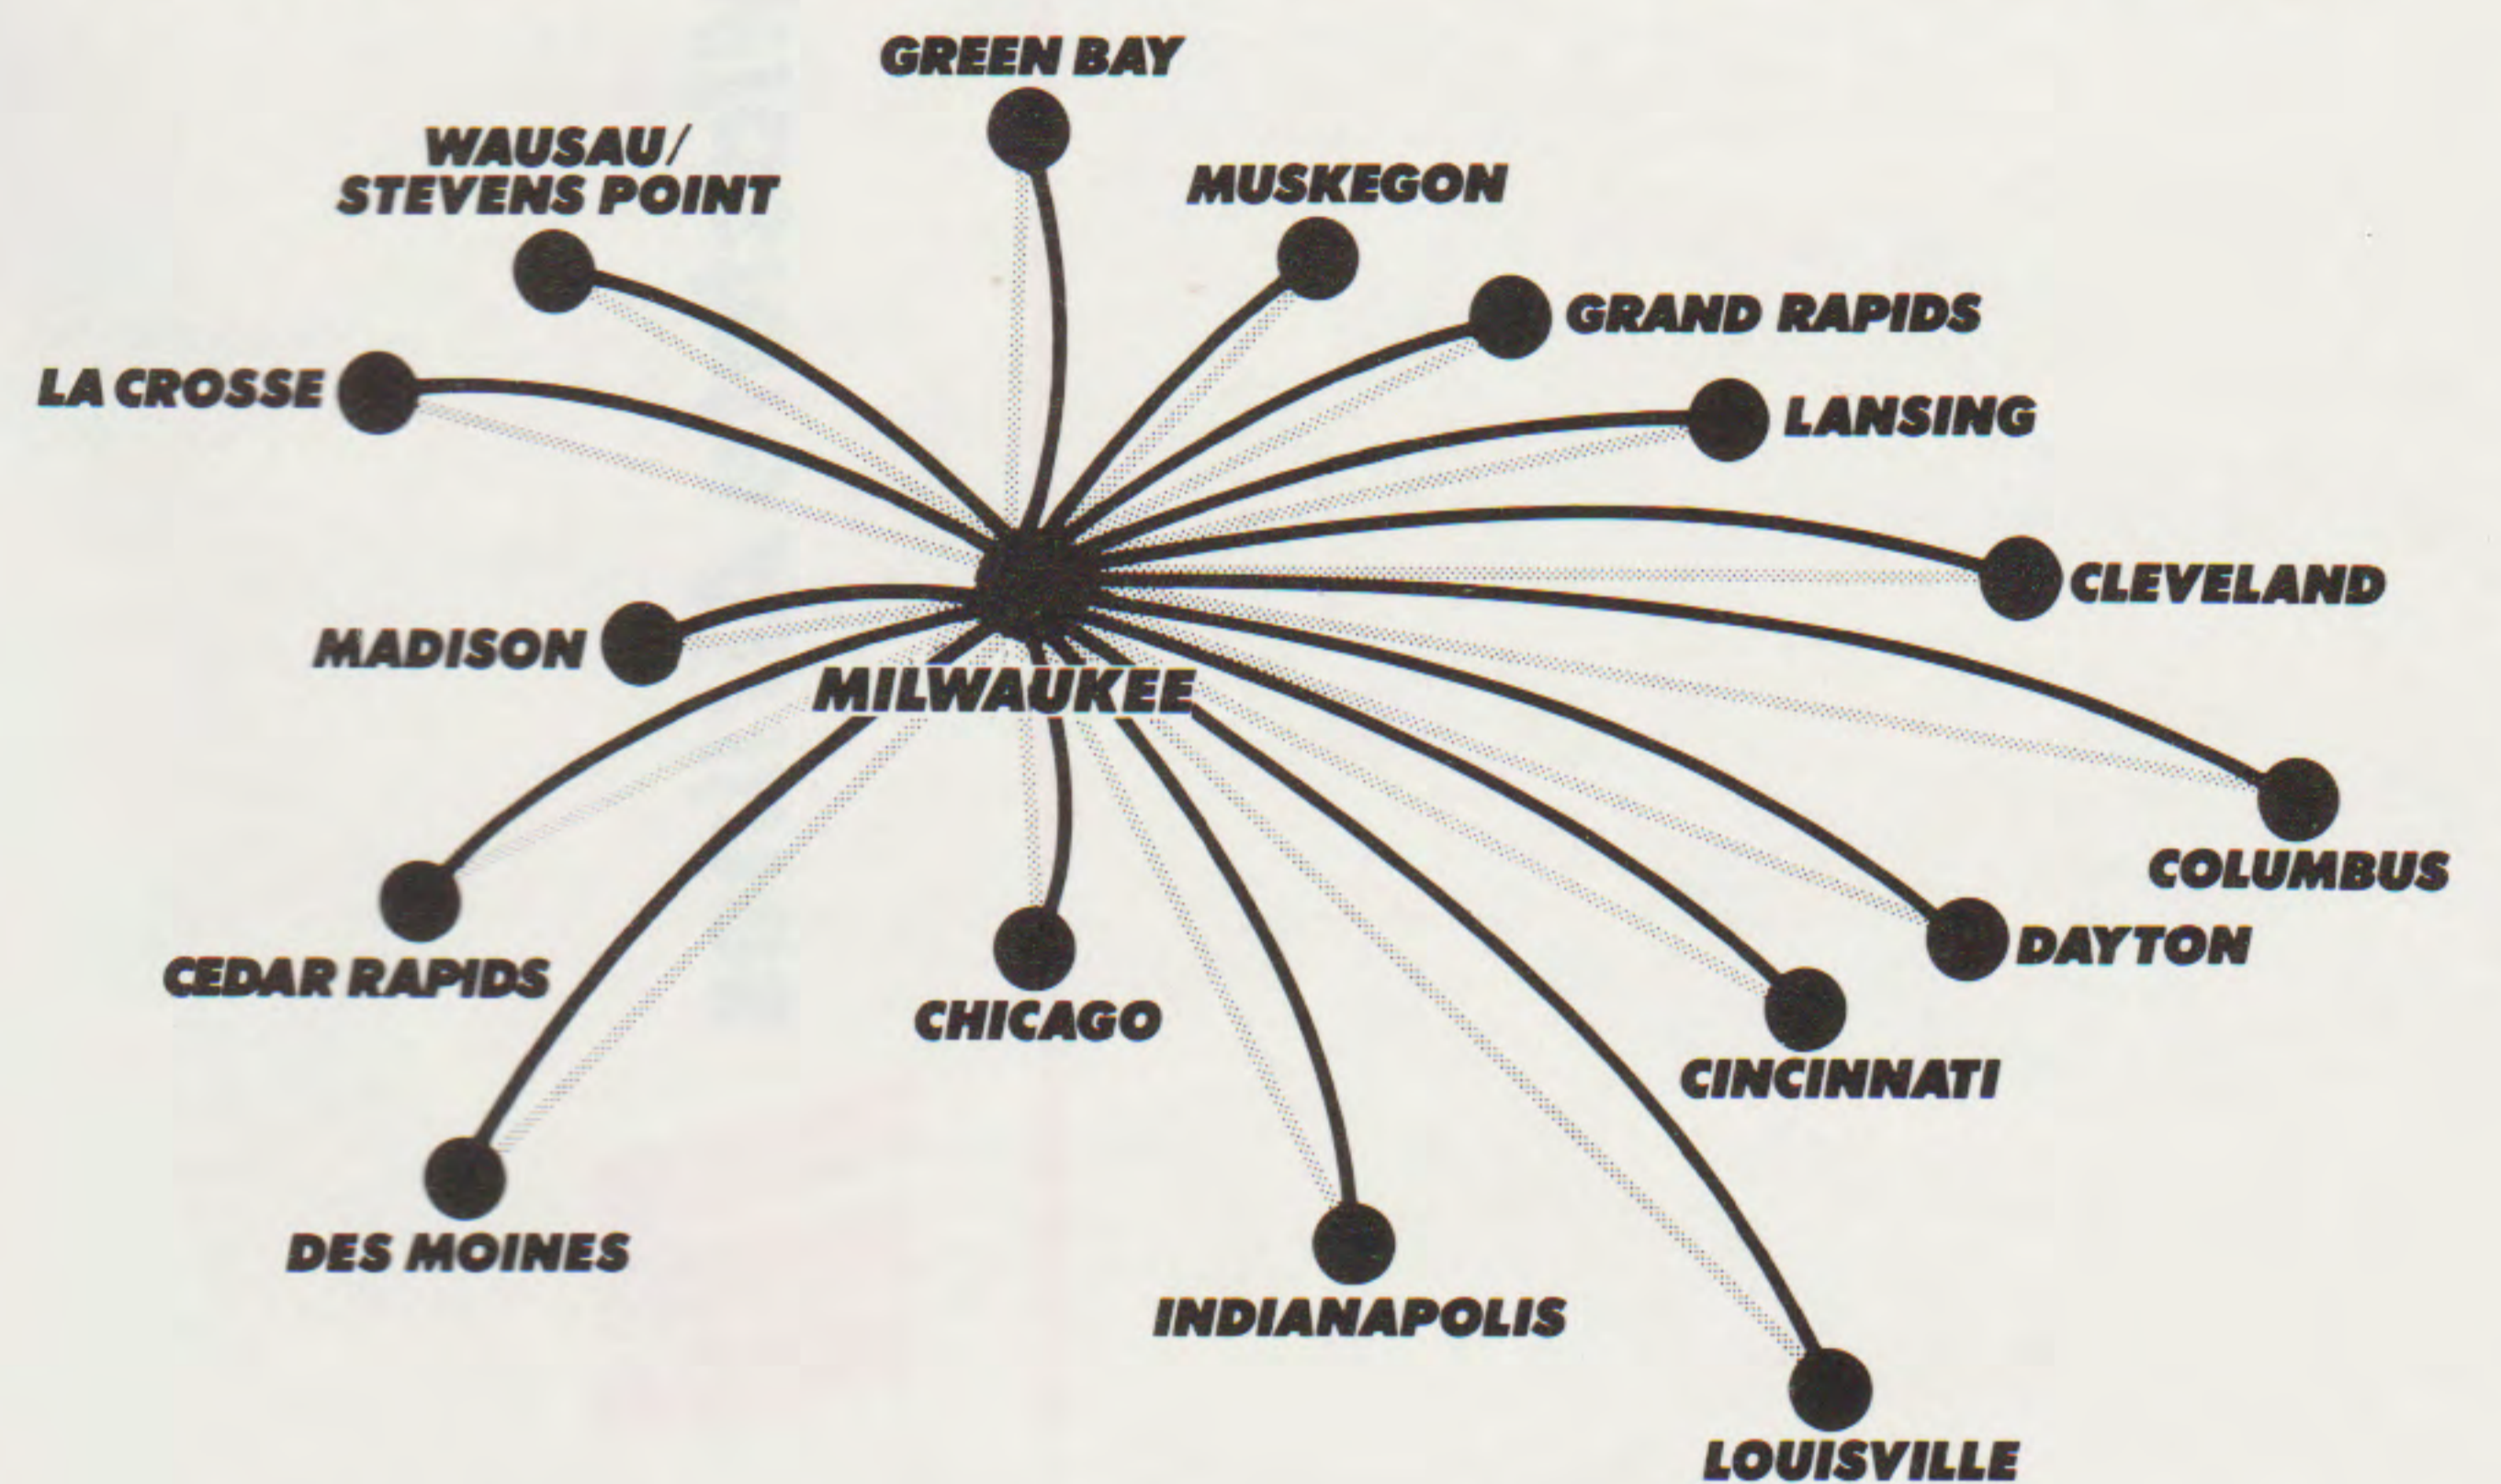 GREEN BAY
WAUSAU/
STEVENS POINT
MUSKEGON
GRAND RAPIDS
LA CROSSE
LANSING
CLEVELAND
MADISON
MILWAUKEE
COLUMBUS
DAYTON
CEDAR RAPIDS
CHICAGO
CINCINNATI
DES MOINES
INDIANAPOLIS
LOUISVILLE